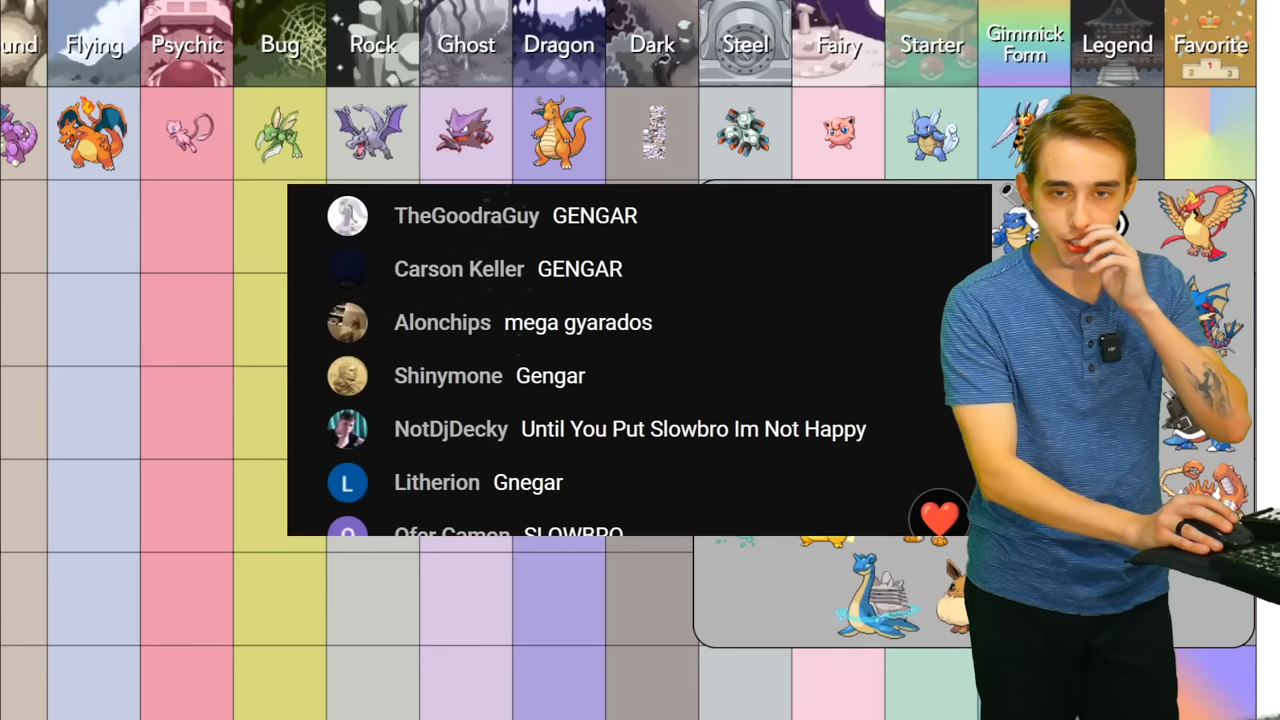 und Flying Psychic Bug Rock Ghost Dragon Dark Steel Fairy Starter Gimmick Form Legend Favorite
TheGoodraGuy GENGAR
Carson Keller GENGAR
Alonchips mega gyarados
Shinymone Gengar
NotDjDecky Until You Put Slowbro Im Not Happy
L Litherion Gnegar
SLOWBRO